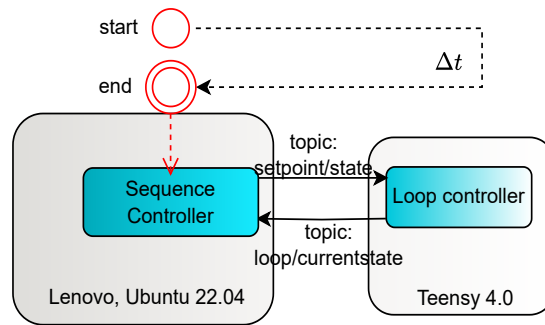 start
Δt
end
topic:
setpoint/state
Sequence
Controller
Loop controller
topic:
loop/currentstate
Lenovo, Ubuntu 22.04
Teensy 4.0